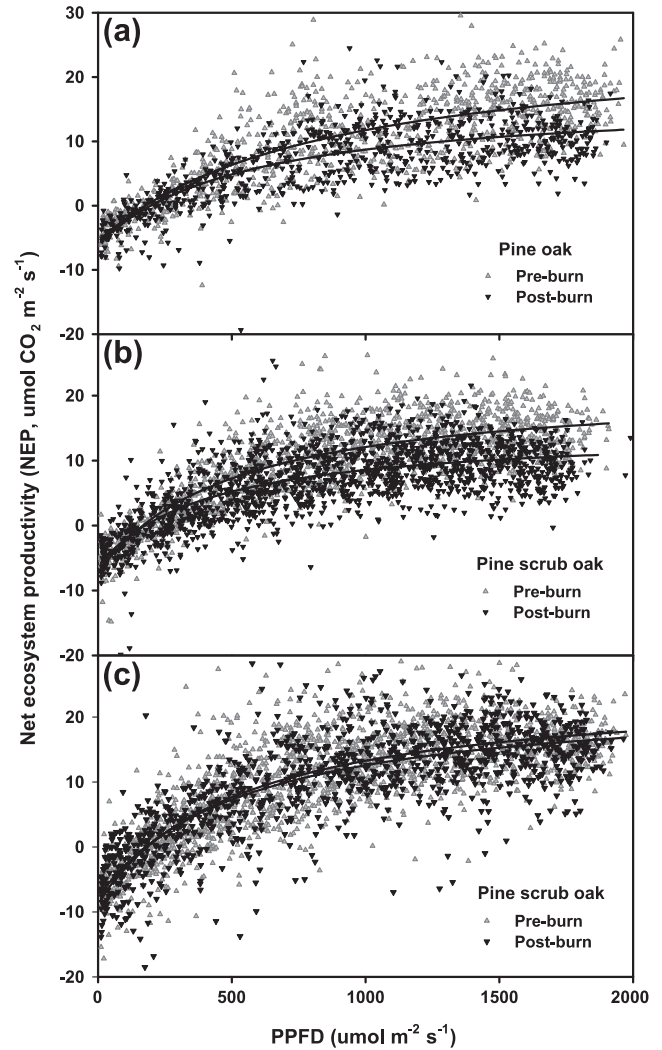 Net ecosystem productivity (NEP, umol CO2 m-2 s-1)
30
(a)
20
10
0
-10
-20
Pine oak
Pre-burn
Post-burn
(b)
20
10
0
-10
-20
Pine scrub oak
Pre-burn
Post-burn
(c)
20
10
0
-10
-20
Pine scrub oak
Pre-burn
Post-burn
0 500 1000 1500 2000
PPFD (umol m-2 s-1)